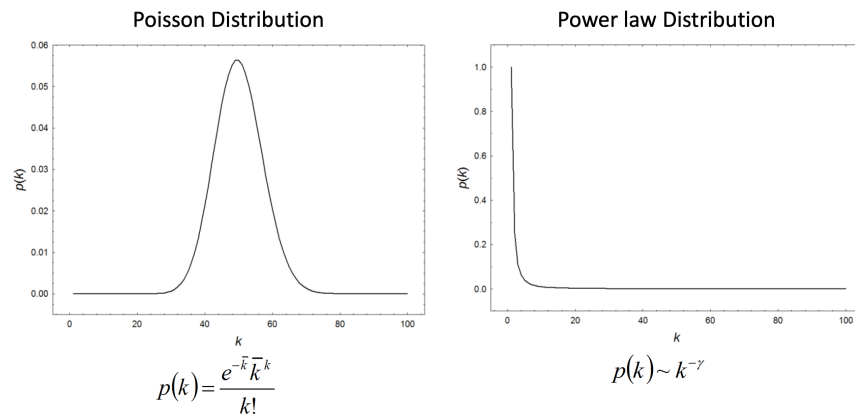 Poisson Distribution
0.06
0.05
0.04
0.03
0.02
0.01
0.00
p(k)
0 20 40 60 80 100
k
p(k) = e^{-k̅} k̅^k / k!
Power law Distribution
1.0
0.8
0.6
0.4
0.2
0.0
p(k)
0 20 40 60 80 100
k
p(k) ~ k^{-γ}